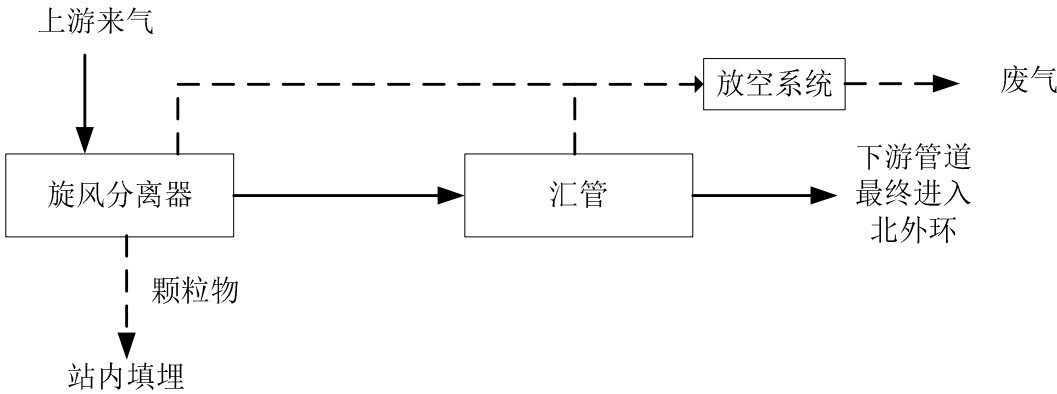 上游来气
放空系统
废气
旋风分离器
汇管
下游管道
最终进入
北外环
颗粒物
站内填埋